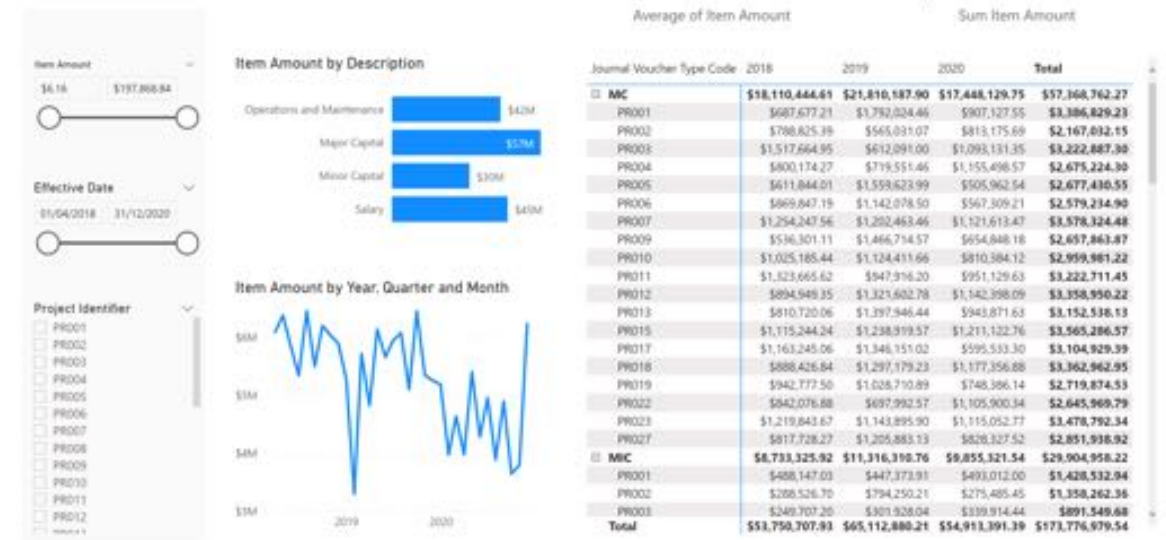 Average of Item Amount
Sum Item Amount
Item Amount
$6.16 $197,868.84
Effective Date
01/04/2018 31/12/2020
Project Identifier
PR001
PR002
PR003
PR004
PR005
PR006
PR007
PR008
PR009
PR010
PR011
PR012
Item Amount by Description
Operations and Maintenance $42M
Major Capital $57M
Minor Capital $30M
Salary $45M
Item Amount by Year, Quarter and Month
$6M
$5M
$4M
$3M
2019 2020
Journal Voucher Type Code 2018 2019 2020 Total
MC $18,110,444.61 $21,810,187.90 $17,448,129.75 $57,368,762.27
PR001 $687,677.21 $1,792,024.46 $907,127.55 $3,386,829.23
PR002 $788,825.39 $565,031.07 $813,175.69 $2,167,032.15
PR003 $1,517,664.95 $612,091.00 $1,093,131.35 $3,222,887.30
PR004 $800,174.27 $719,551.46 $1,155,498.57 $2,675,224.30
PR005 $611,844.01 $1,559,623.99 $505,962.54 $2,677,430.55
PR006 $869,847.19 $1,142,078.50 $567,309.21 $2,579,234.90
PR007 $1,254,247.56 $1,202,463.46 $1,121,613.47 $3,578,324.48
PR009 $536,301.11 $1,466,714.57 $654,848.18 $2,657,863.87
PR010 $1,025,185.44 $1,124,411.66 $810,384.12 $2,959,981.22
PR011 $1,323,665.62 $947,916.20 $951,129.63 $3,222,711.45
PR012 $894,949.35 $1,321,602.78 $1,142,398.09 $3,358,950.22
PR013 $810,720.06 $1,397,946.44 $943,871.63 $3,152,538.13
PR015 $1,115,244.24 $1,238,919.57 $1,211,122.76 $3,565,286.57
PR017 $1,163,245.06 $1,346,151.02 $595,533.30 $3,104,929.39
PR018 $888,426.84 $1,297,179.23 $1,177,356.88 $3,362,962.95
PR019 $942,777.50 $1,028,710.89 $748,386.14 $2,719,874.53
PR022 $842,076.88 $697,992.57 $1,105,900.34 $2,645,969.79
PR023 $1,219,843.67 $1,143,895.90 $1,115,052.77 $3,478,792.34
PR027 $817,728.27 $1,205,883.13 $828,327.52 $2,851,938.92
MIC $8,733,325.92 $11,316,310.76 $9,855,321.54 $29,904,958.22
PR001 $488,147.03 $447,373.91 $493,012.00 $1,428,532.94
PR002 $288,526.70 $794,250.21 $275,485.45 $1,358,262.36
PR003 $249,707.20 $301,928.04 $339,914.44 $891,549.68
Total $53,750,707.93 $65,112,880.21 $54,913,391.39 $173,776,979.54